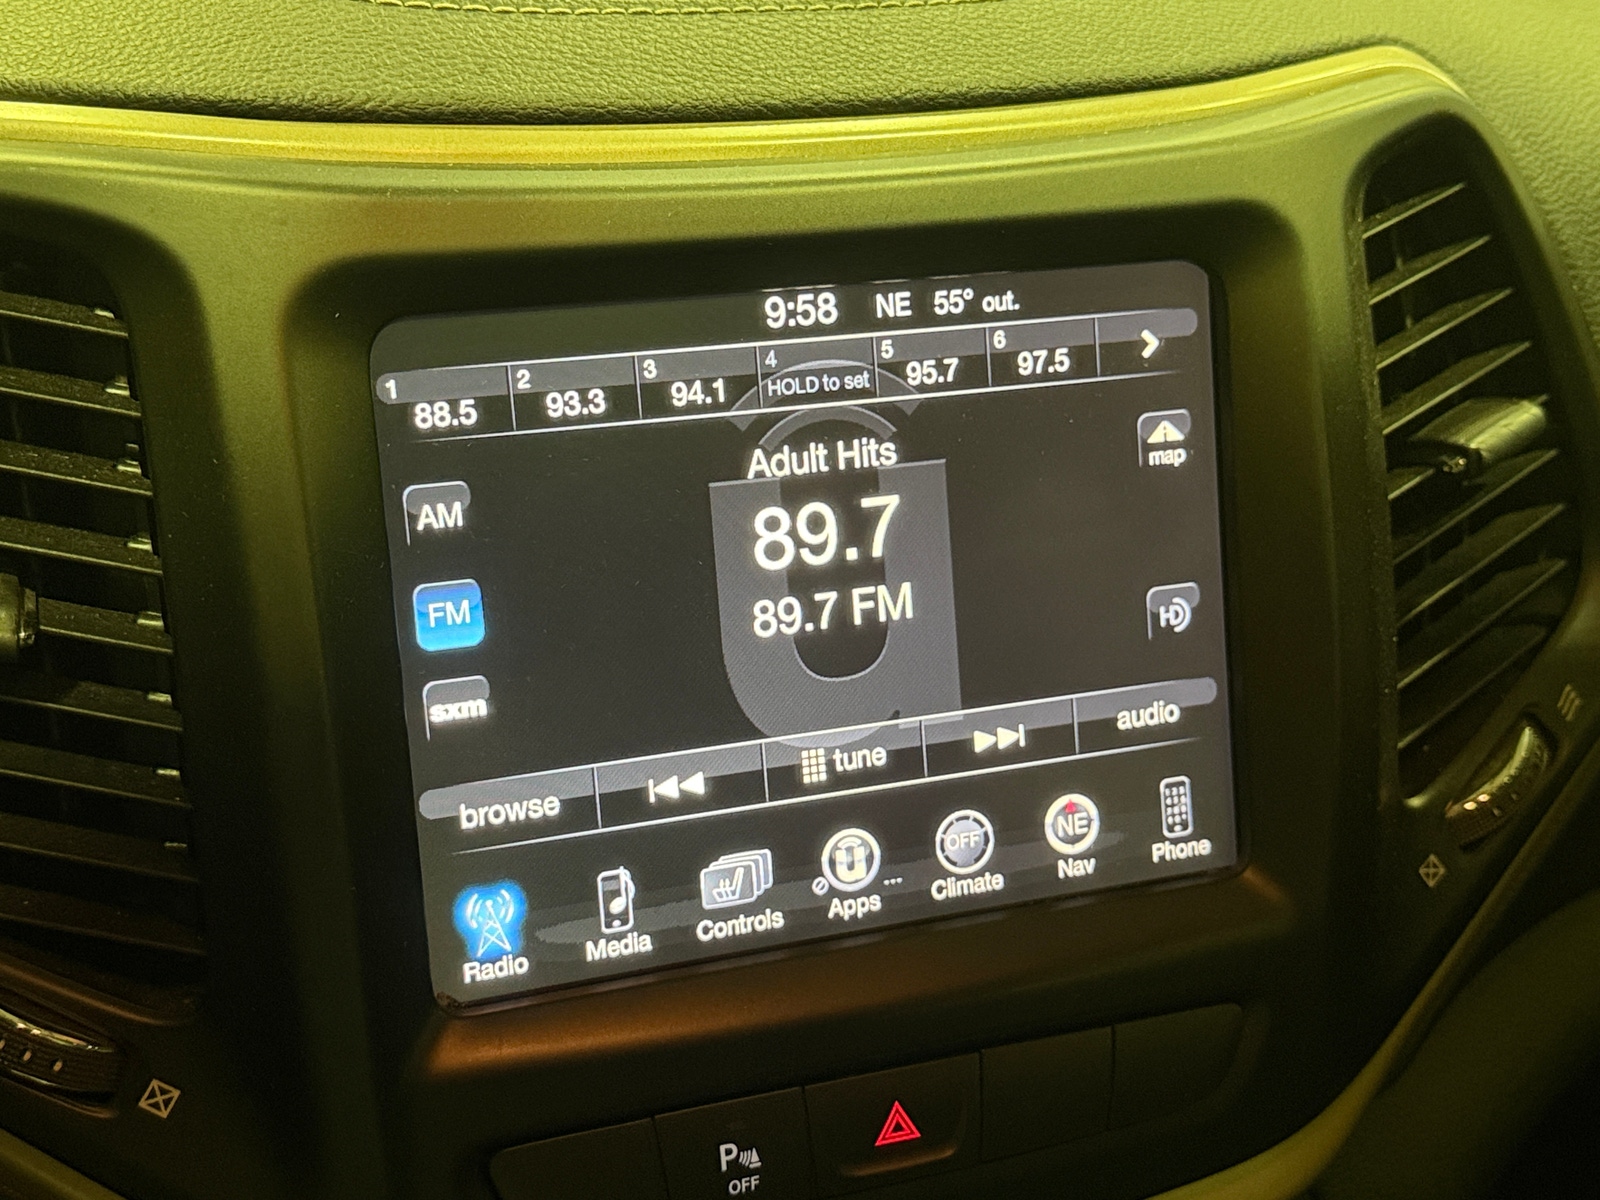 9:58 NE 55° out.
1 88.5 2 93.3 3 94.1 4 HOLD to set 5 95.7 6 97.5
map
Adult Hits
AM
89.7
FM
89.7 FM
HD
sxm
browse tune audio
Radio Media Controls Apps ... OFF Climate NE Nav Phone
P
OFF